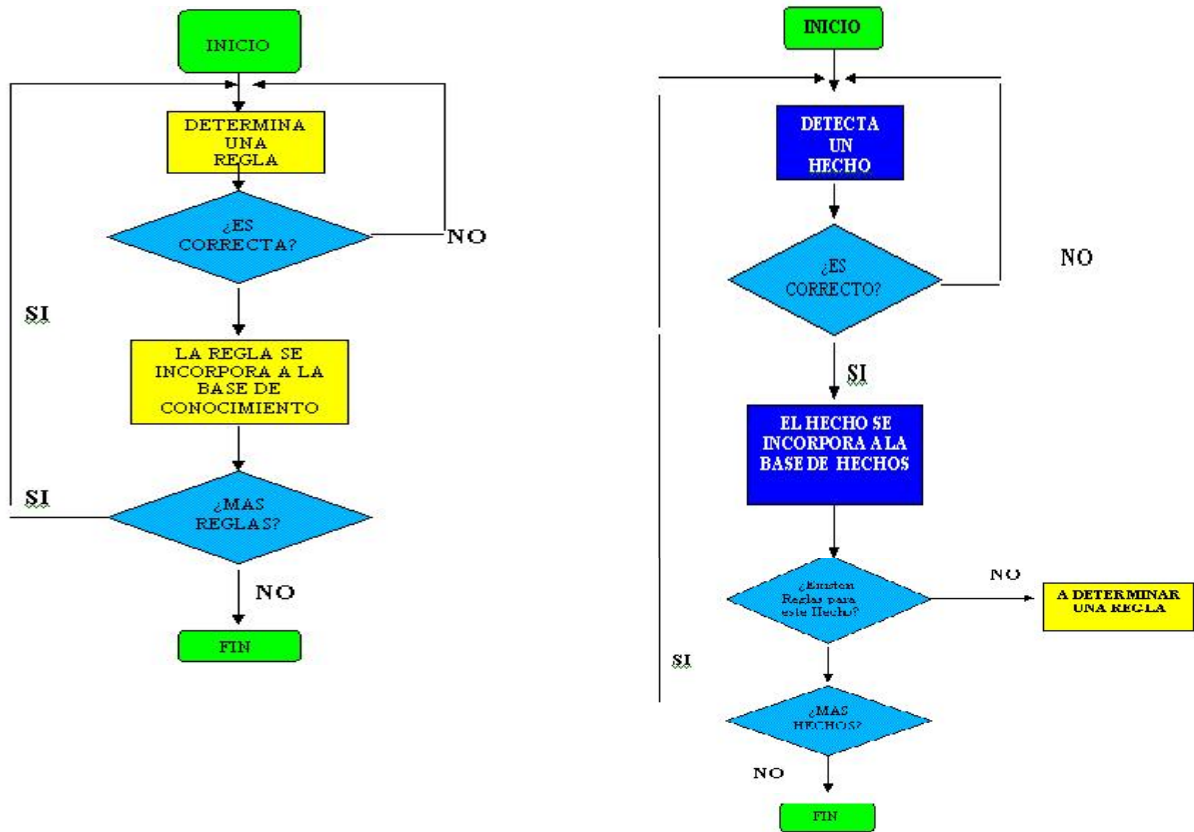 INICIO
DETERMINA
UNA
REGLA
¿ES
CORRECTA?
NO
SI
LA REGLA SE
INCORPORA A LA
BASE DE
CONOCIMIENTO
SI
¿MAS
REGLAS?
NO
FIN
INICIO
DETECTA
UN
HECHO
¿ES
CORRECTO?
NO
SI
EL HECHO SE
INCORPORA A LA
BASE DE HECHOS
¿Existen
Reglas para
este Hecho?
NO
A DETERMINAR
UNA REGLA
SI
¿MAS
HECHOS?
NO
FIN